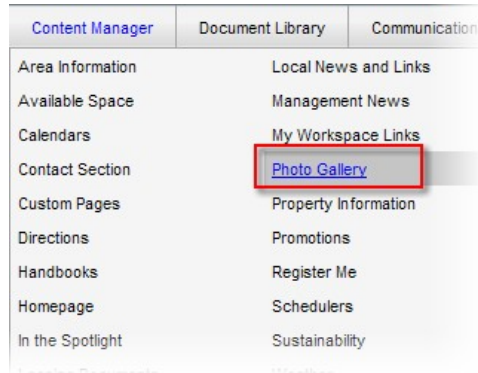 Content Manager Document Library Communication
Area Information Local News and Links
Available Space Management News
Calendars My Workspace Links
Contact Section Photo Gallery
Custom Pages Property Information
Directions Promotions
Handbooks Register Me
Homepage Schedulers
In the Spotlight Sustainability